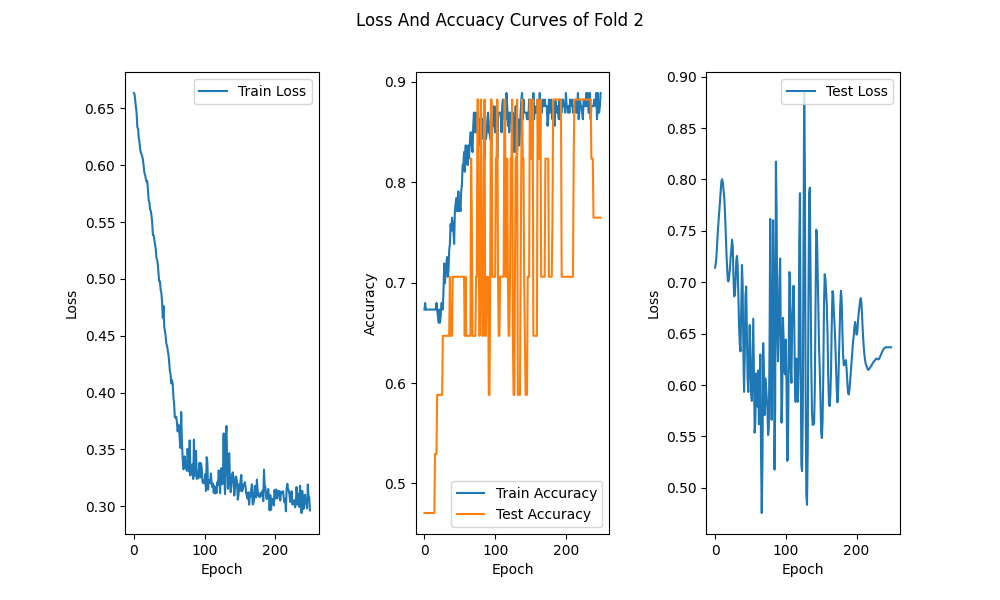 Loss And Accuacy Curves of Fold 2
Train Loss
0.65
0.60
0.55
0.50
0.45
0.40
0.35
0.30
Loss
0
100
200
Epoch
0.9
0.8
0.7
0.6
0.5
Accuracy
Train Accuracy
Test Accuracy
0
100
200
Epoch
Test Loss
0.90
0.85
0.80
0.75
0.70
0.65
0.60
0.55
0.50
Loss
0
100
200
Epoch